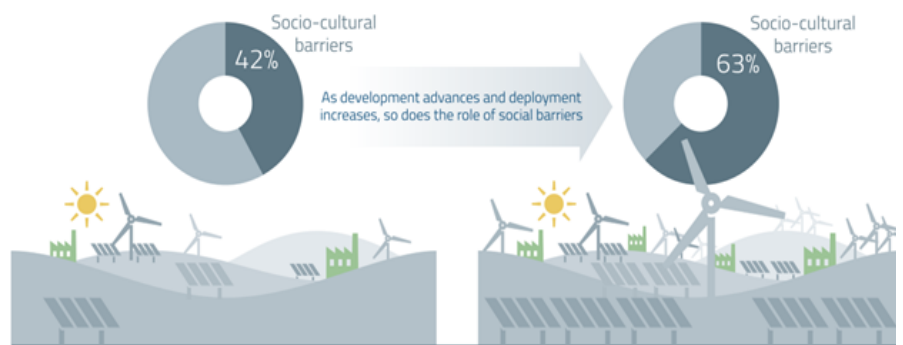 Socio-cultural
barriers
42%
As development advances and deployment
increases, so does the role of social barriers
Socio-cultural
barriers
63%